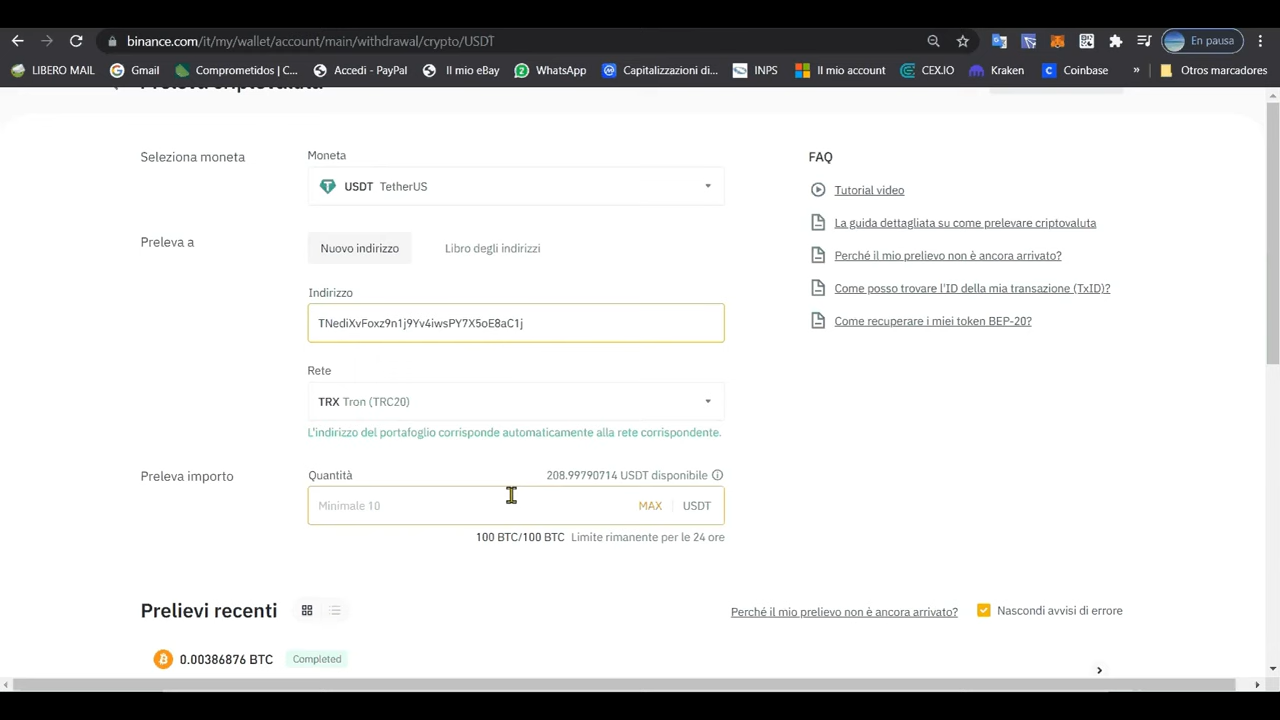 binance.com/it/my/wallet/account/main/withdrawal/crypto/USDT
En pausa
LIBERO MAIL
Gmail
Comprometidos | C...
Accedi - PayPal
Il mio eBay
WhatsApp
Capitalizzazioni di...
INPS
Il mio account
CEX.IO
Kraken
Coinbase
»
Otros marcadores
Preleva criptovaluta
Seleziona moneta
Moneta
USDT TetherUS
Preleva a
Nuovo indirizzo
Libro degli indirizzi
Indirizzo
TNediXvFoxz9n1j9Yv4iwsPY7X5oE8aC1j
Rete
TRX Tron (TRC20)
L'indirizzo del portafoglio corrisponde automaticamente alla rete corrispondente.
Preleva importo
Quantità
208.99790714 USDT disponibile
Minimale 10
MAX
USDT
100 BTC/100 BTC Limite rimanente per le 24 ore
FAQ
Tutorial video
La guida dettagliata su come prelevare criptovaluta
Perché il mio prelievo non è ancora arrivato?
Come posso trovare l'ID della mia transazione (TxID)?
Come recuperare i miei token BEP-20?
Prelievi recenti
Perché il mio prelievo non è ancora arrivato?
Nascondi avvisi di errore
0.00386876 BTC
Completed